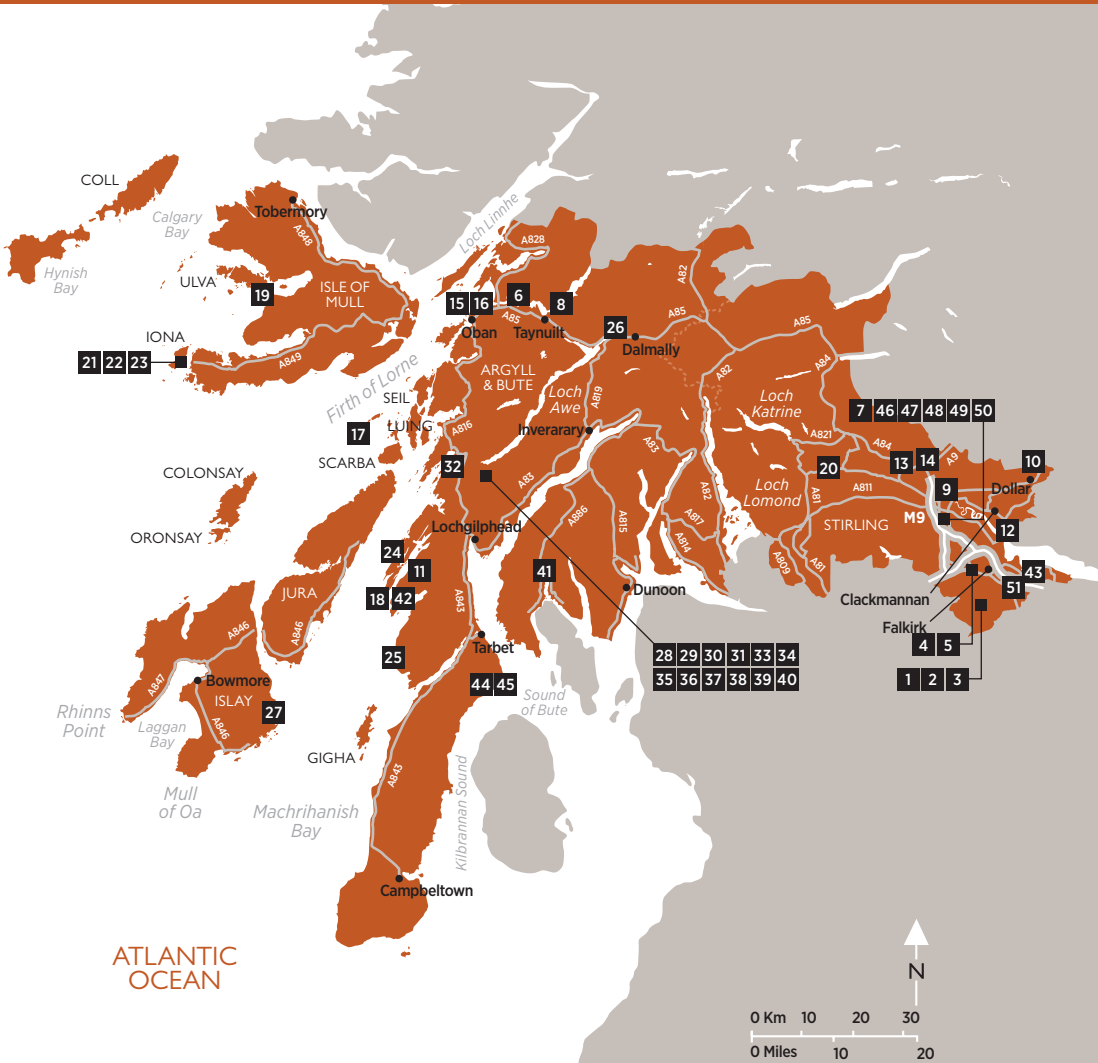 COLL
Calgary
Bay
Tobermory
A848
Loch Linnhe
A828
Hynish
Bay
ULVA
19
ISLE OF
MULL
15 16
6
8
A82
A85
Oban
Taynuilt
26
A85
Dalmally
A85
IONA
21 22 23
A849
Firth of Lorne
SEIL
LUING
17
SCARBA
ARGYLL
& BUTE
Loch
Awe
A819
A82
A84
Loch
Katrine
7 46 47 48 49 50
A816
Inverarary
A83
A821
A84
A9
COLONSAY
32
A83
20
13
14
10
ORONSAY
Lochgilphead
A886
A815
A82
A817
A814
Loch
Lomond
A81
A811
9
Dollar
STIRLING
M9
12
24
11
18 42
41
Dunoon
A809
A81
43
51
Clackmannan
Falkirk
4 5
JURA
A846
A846
A843
25
Tarbet
28 29 30 31 33 34
35 36 37 38 39 40
1 2 3
A847
Bowmore
ISLAY
27
44 45
Sound
of Bute
Rhinns
Point
Laggan
Bay
A846
GIGHA
A843
Mull
of Oa
Machrihanish
Bay
Kilbrannan Sound
Campbeltown
ATLANTIC
OCEAN
N
0 Km 10 20 30
0 Miles 10 20